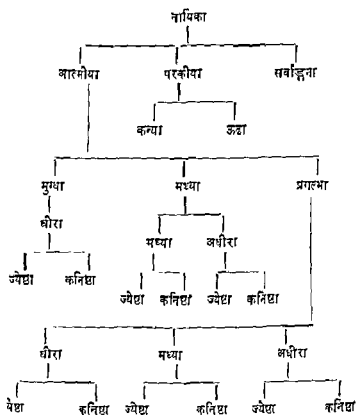 नायिका
आत्मीया परकीया सर्वाङ्गना
कन्या ऊढा
मुग्धा मध्या प्रगल्भा
धीरा
मध्या अधीरा
ज्येष्ठा कनिष्ठा
ज्येष्ठा कनिष्ठा ज्येष्ठा कनिष्ठा
धीरा मध्या अधीरा
येष्ठा कनिष्ठा ज्येष्ठा कनिष्ठा ज्येष्ठा कनिष्ठा